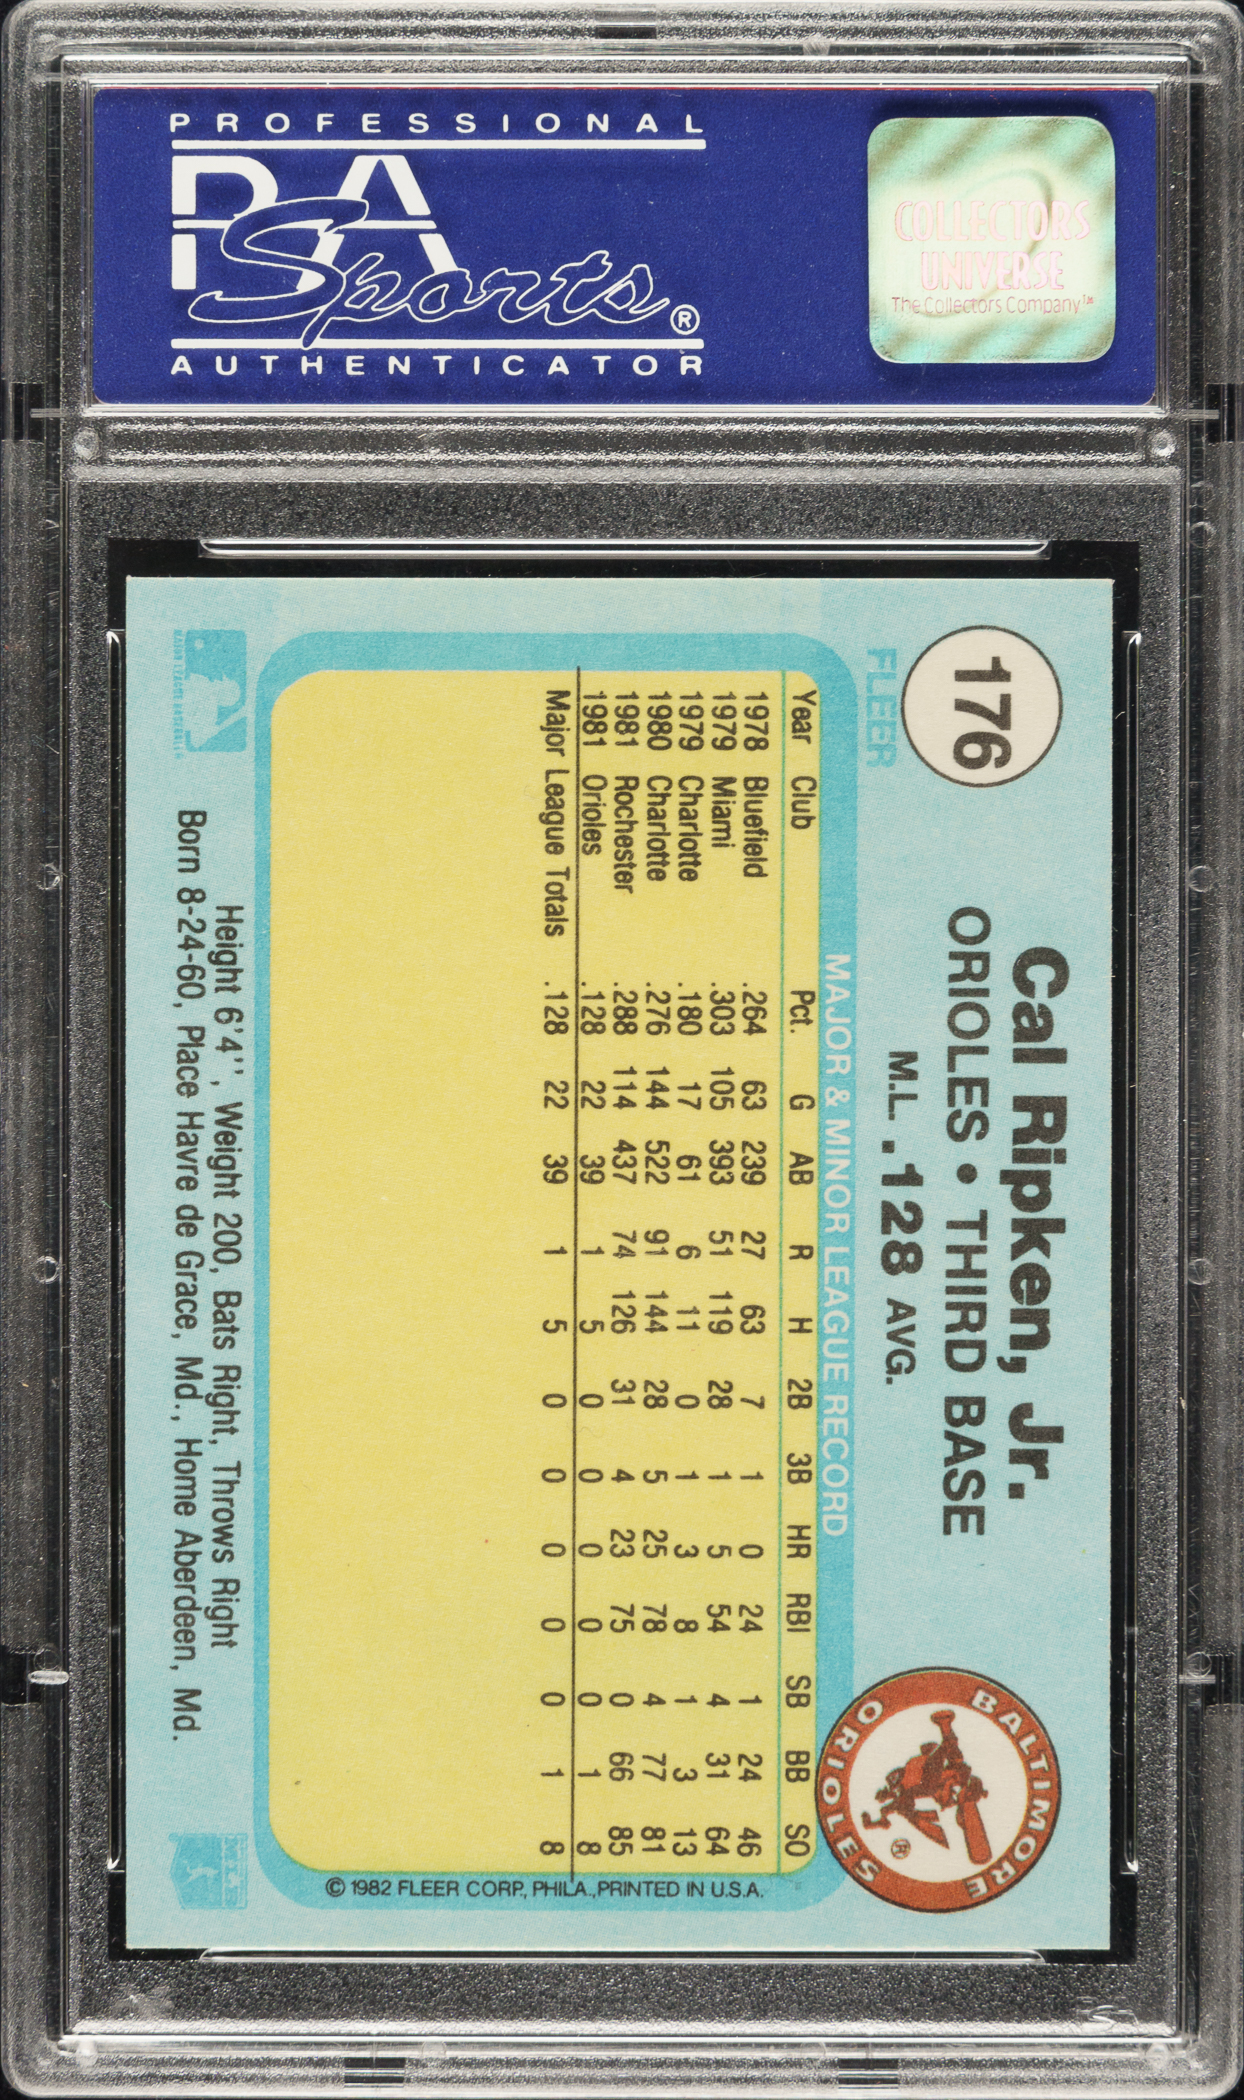 PROFESSIONAL
PSA
Sports®
AUTHENTICATOR
COLLECTORS
UNIVERSE
The Collectors Company™
176
FLEER
Cal Ripken, Jr.
ORIOLES • THIRD BASE
M.L. .128 AVG.
BALTIMORE
ORIOLES
®
MAJOR & MINOR LEAGUE RECORD
Year Club Pct. G AB R H 2B 3B HR RBI SB BB SO
1978 Bluefield .264 63 239 27 63 7 1 0 24 1 24 46
1979 Miami .303 105 393 51 119 28 1 5 54 4 31 64
1979 Charlotte .180 17 61 6 11 0 1 3 8 1 3 13
1980 Charlotte .276 144 522 91 144 28 5 25 78 4 77 81
1981 Rochester .288 114 437 74 126 31 4 23 75 0 66 85
1981 Orioles .128 22 39 1 5 0 0 0 0 0 1 8
Major League Totals .128 22 39 1 5 0 0 0 0 0 1 8
© 1982 FLEER CORP., PHILA., PRINTED IN U.S.A.
Height 6'4'', Weight 200, Bats Right, Throws Right
Born 8-24-60, Place Havre de Grace, Md., Home Aberdeen, Md.
MAJOR LEAGUE BASEBALL